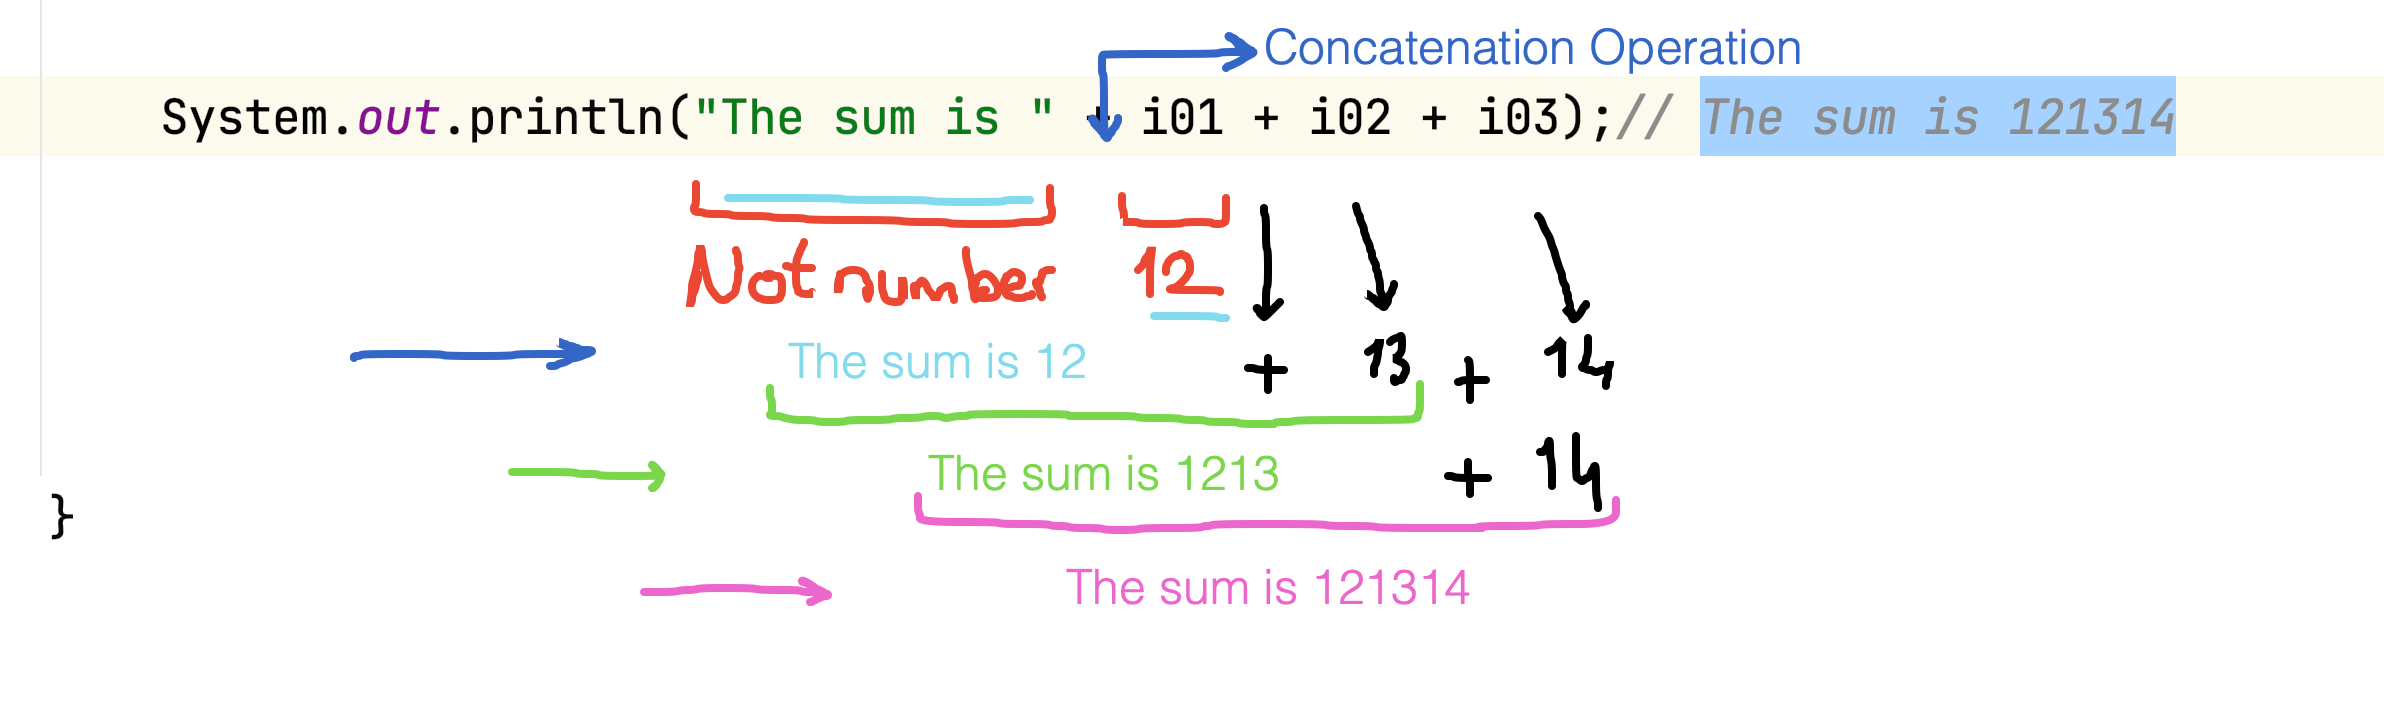 Concatenation Operation
System.out.println("The sum is " + i01 + i02 + i03);// The sum is 121314
Not number 12
The sum is 12 + 13 + 14
The sum is 1213 + 14
}
The sum is 121314